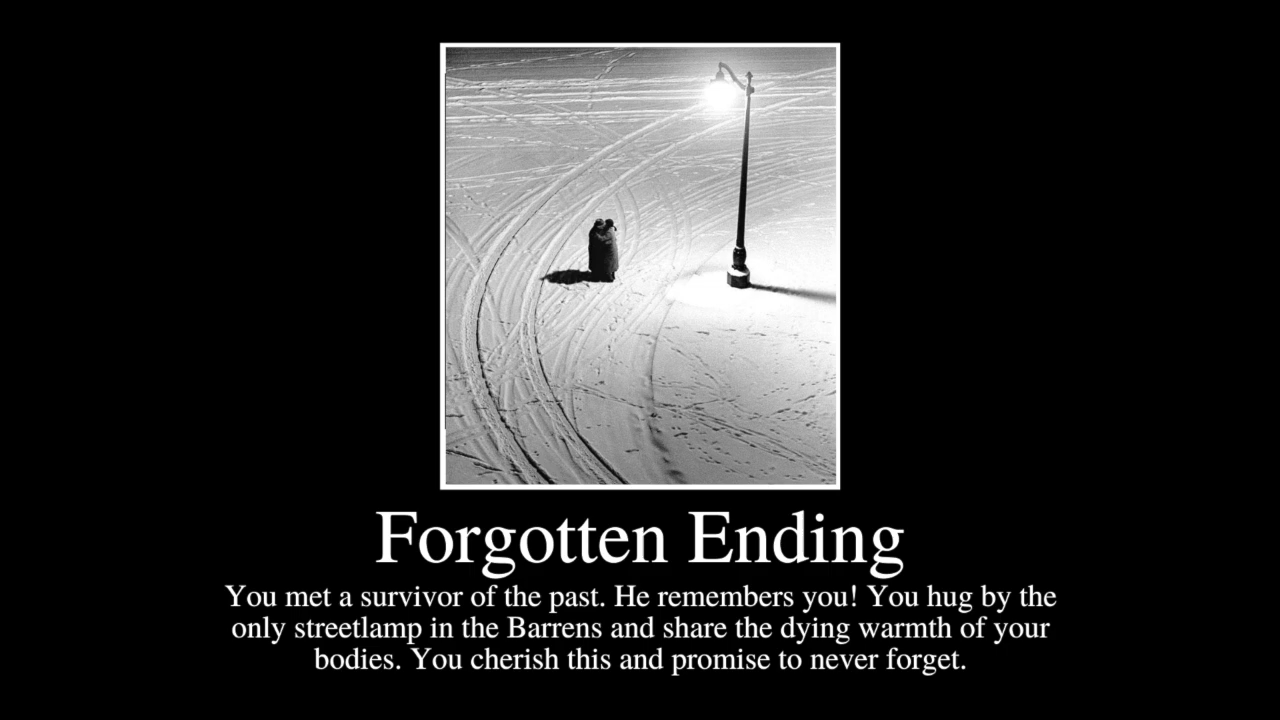 Forgotten Ending
You met a survivor of the past. He remembers you! You hug by the
only streetlamp in the Barrens and share the dying warmth of your
bodies. You cherish this and promise to never forget.